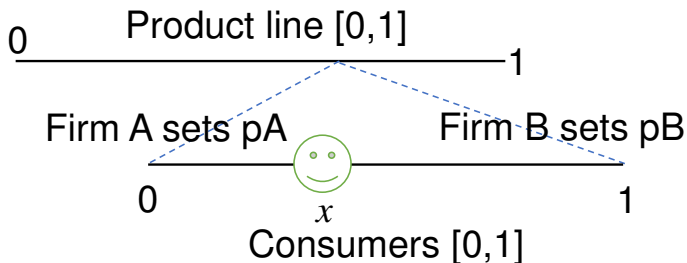 Product line [0,1]
0
1
Firm A sets pA
Firm B sets pB
0
x
1
Consumers [0,1]